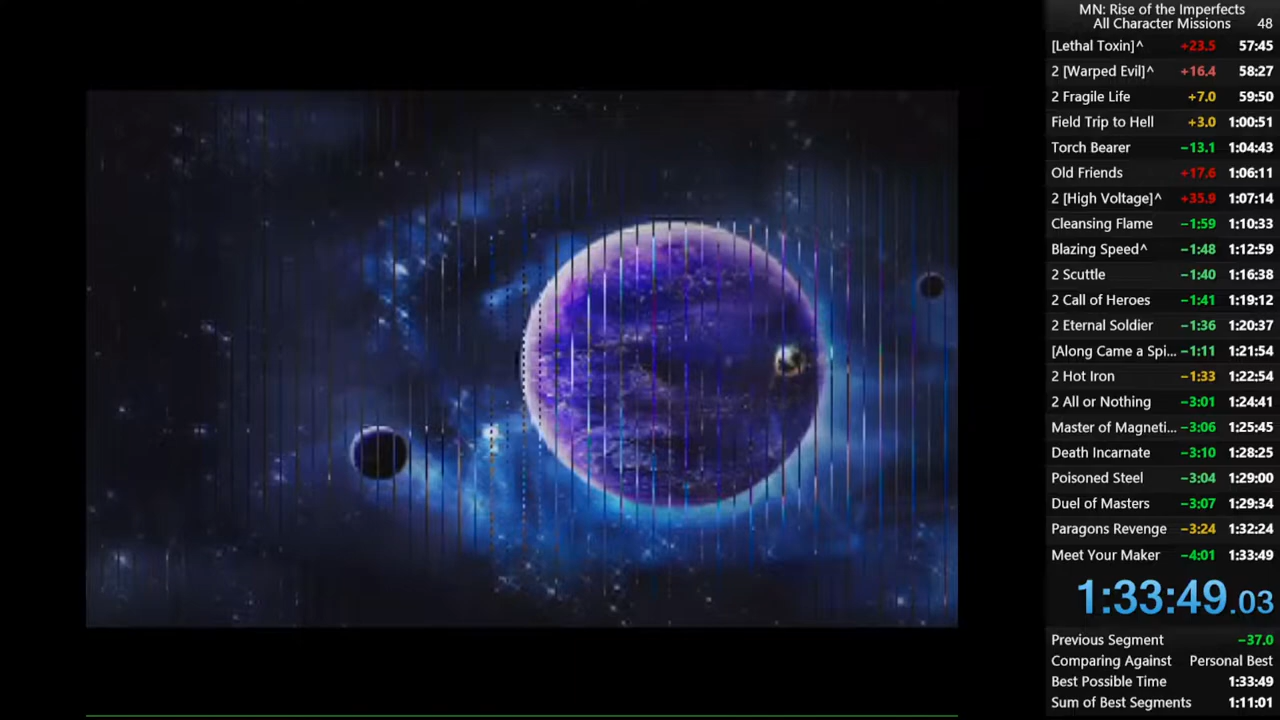 MN: Rise of the Imperfects
All Character Missions 48
[Lethal Toxin]^ +23.5 57:45
2 [Warped Evil]^ +16.4 58:27
2 Fragile Life +7.0 59:50
Field Trip to Hell +3.0 1:00:51
Torch Bearer −13.1 1:04:43
Old Friends +17.6 1:06:11
2 [High Voltage]^ +35.9 1:07:14
Cleansing Flame −1:59 1:10:33
Blazing Speed^ −1:48 1:12:59
2 Scuttle −1:40 1:16:38
2 Call of Heroes −1:41 1:19:12
2 Eternal Soldier −1:36 1:20:37
[Along Came a Spi... −1:11 1:21:54
2 Hot Iron −1:33 1:22:54
2 All or Nothing −3:01 1:24:41
Master of Magneti... −3:06 1:25:45
Death Incarnate −3:10 1:28:25
Poisoned Steel −3:04 1:29:00
Duel of Masters −3:07 1:29:34
Paragons Revenge −3:24 1:32:24
Meet Your Maker −4:01 1:33:49
1:33:49.03
Previous Segment −37.0
Comparing Against Personal Best
Best Possible Time 1:33:49
Sum of Best Segments 1:11:01